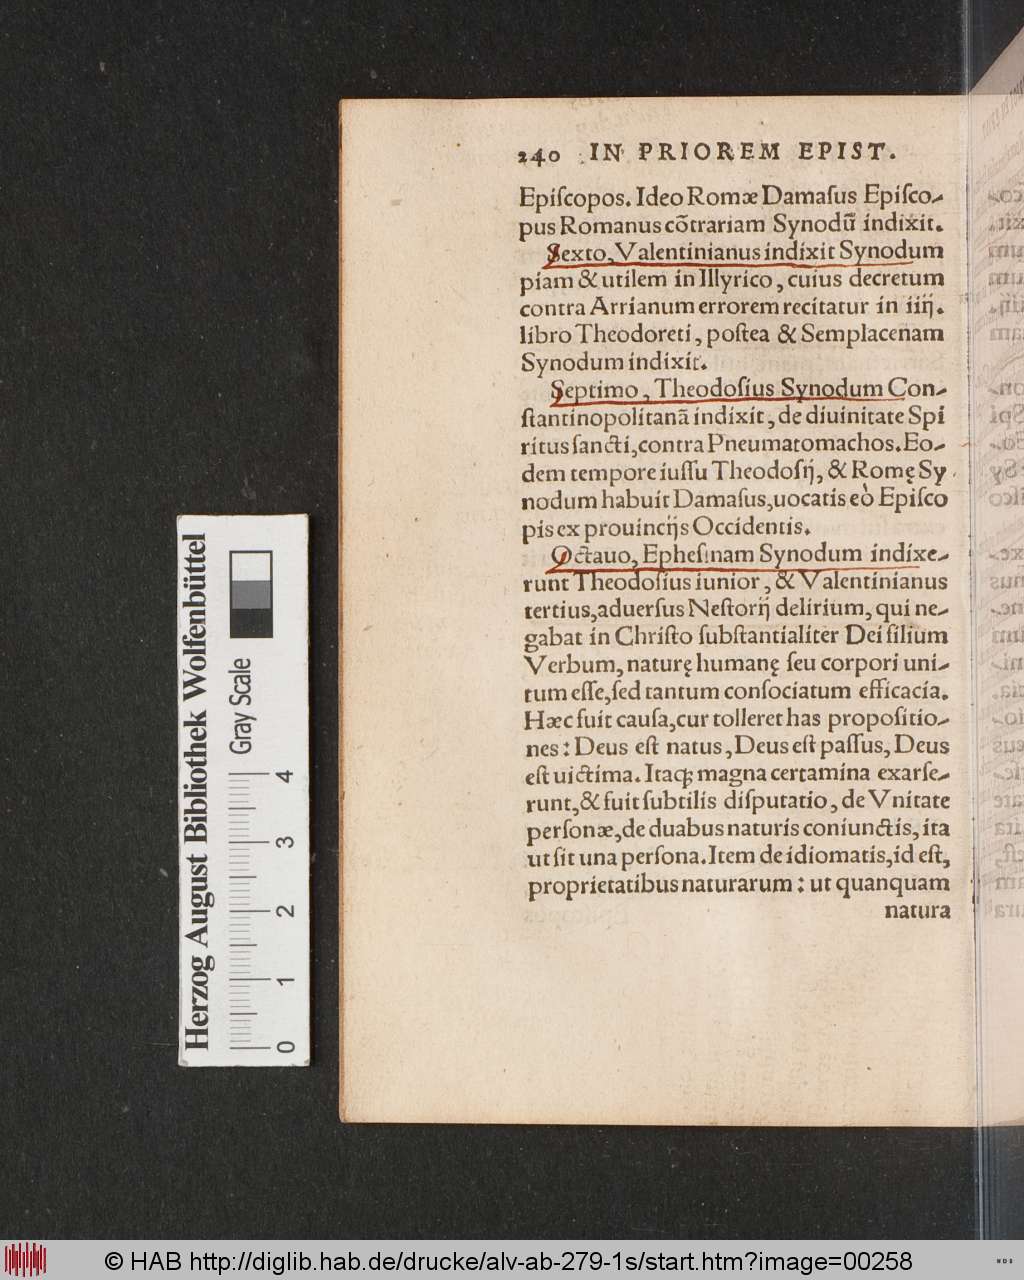 240 IN PRIOREM EPIST.
Epiſcopos. Ideo Romæ Damaſus Epiſco-
pus Romanus cõtrariam Synodũ indixit.
Sexto, Valentinianus indixit Synodum
piam & utilem in Illyrico, cuius decretum
contra Arrianum errorem recitatur in iiij.
libro Theodoreti, poſtea & Semplacenam
Synodum indixit.
Septimo, Theodoſius Synodum Con-
ſtantinopolitanã indixit, de diuinitate Spi
ritus ſancti, contra Pneumatomachos. Eo-
dem tempore iuſſu Theodoſij, & Romę Sy
nodum habuit Damaſus, uocatis eò Epiſco
pis ex prouincijs Occidentis.
Octauo, Epheſinam Synodum indixe-
runt Theodoſius iunior, & Valentinianus
tertius, aduerſus Neſtorij delirium, qui ne-
gabat in Chriſto ſubſtantialiter Dei filium
Verbum, naturę humanę ſeu corpori uni-
tum eſſe, ſed tantum conſociatum efficacia.
Hæc fuit cauſa, cur tolleret has propoſitio-
nes: Deus eſt natus, Deus eſt paſſus, Deus
eſt uictima. Itaq; magna certamina exarſe-
runt, & fuit ſubtilis diſputatio, de Vnitate
perſonæ, de duabus naturis coniunctis, ita
ut ſit una perſona. Item de idiomatis, id eſt,
proprietatibus naturarum: ut quanquam
natura
Herzog August Bibliothek Wolfenbüttel
Gray Scale
0 1 2 3 4
© HAB http://diglib.hab.de/drucke/alv-ab-279-1s/start.htm?image=00258